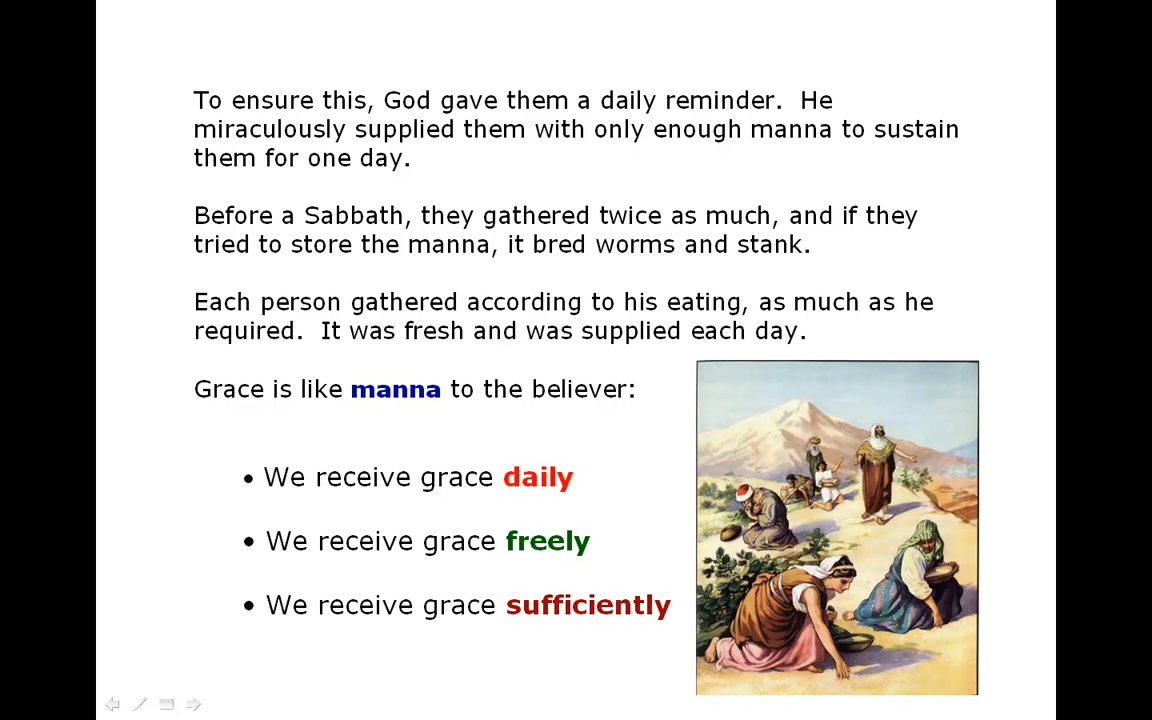 To ensure this, God gave them a daily reminder.  He
miraculously supplied them with only enough manna to sustain
them for one day.
Before a Sabbath, they gathered twice as much, and if they
tried to store the manna, it bred worms and stank.
Each person gathered according to his eating, as much as he
required.  It was fresh and was supplied each day.
Grace is like manna to the believer:
• We receive grace daily
• We receive grace freely
• We receive grace sufficiently